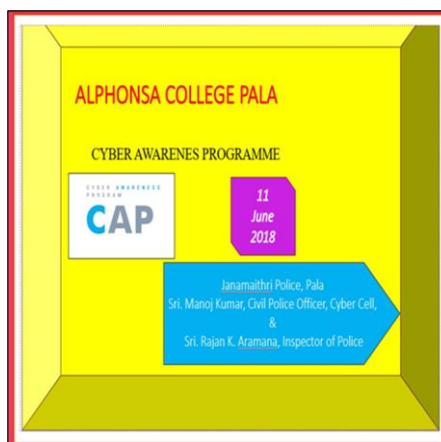 ALPHONSA COLLEGE PALA
CYBER AWARENES PROGRAMME
CYBER AWARENESS
PROGRAM
CAP
11
June
2018
Janamaithri Police, Pala
Sri. Manoj Kumar, Civil Police Officer, Cyber Cell,
&
Sri. Rajan K. Aramana, Inspector of Police